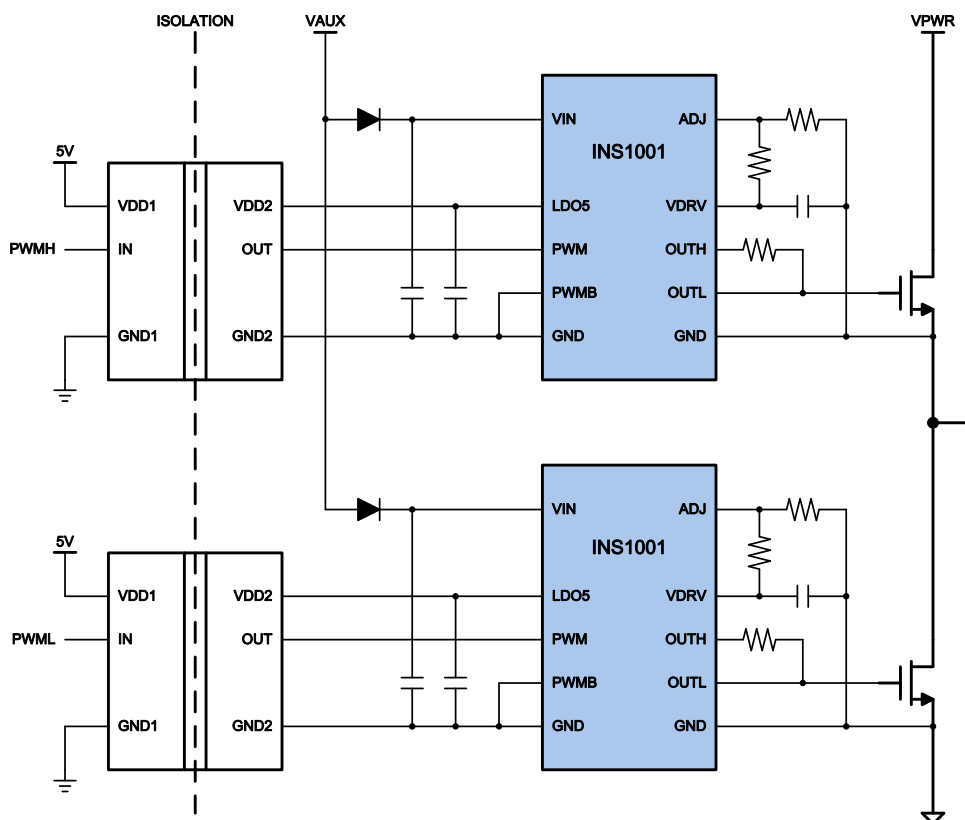 ISOLATION
VAUX
VPWR
VIN
ADJ
INS1001
5V
VDD1
VDD2
LDO5
VDRV
PWMH
IN
OUT
PWM
OUTH
PWMB
OUTL
GND1
GND2
GND
GND
VIN
ADJ
INS1001
5V
VDD1
VDD2
LDO5
VDRV
PWML
IN
OUT
PWM
OUTH
PWMB
OUTL
GND1
GND2
GND
GND